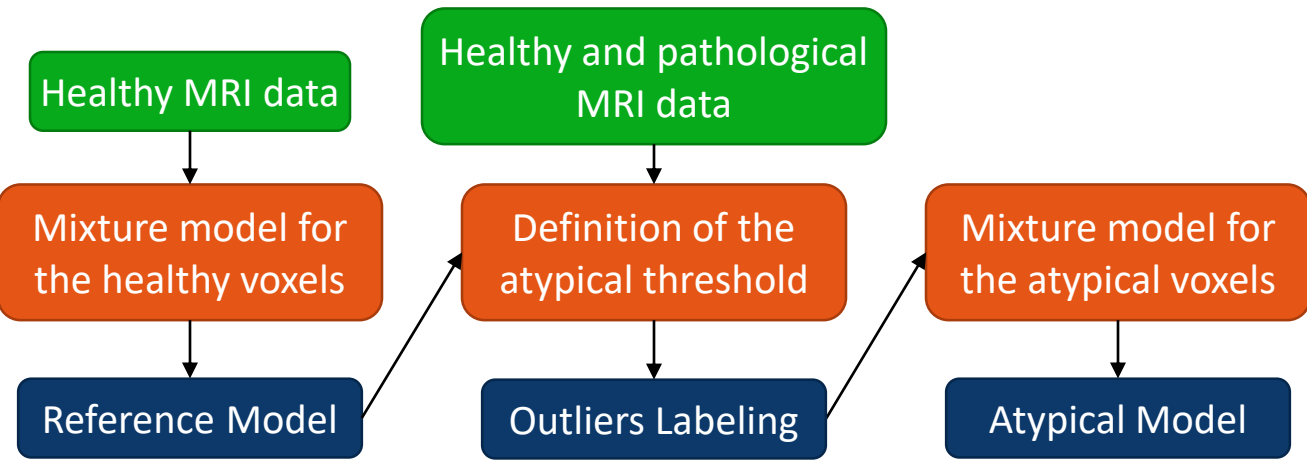 Healthy MRI data
Mixture model for
the healthy voxels
Reference Model
Healthy and pathological
MRI data
Definition of the
atypical threshold
Outliers Labeling
Mixture model for
the atypical voxels
Atypical Model